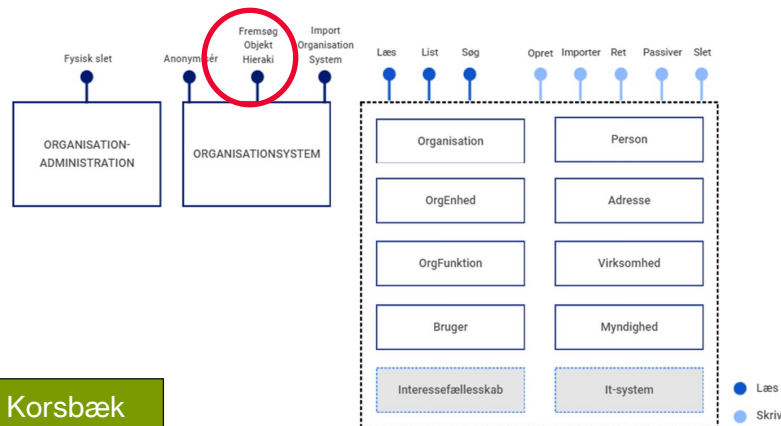 Fysisk slet
Anonymisér
Fremsøg
Objekt
Hieraki
Import
Organisation
System
Læs
List
Søg
Opret
Importer
Ret
Passiver
Slet
ORGANISATION-
ADMINISTRATION
ORGANISATIONSYSTEM
Organisation
Person
OrgEnhed
Adresse
OrgFunktion
Virksomhed
Bruger
Myndighed
Interessefællesskab
It-system
Læs
Skriv
Korsbæk